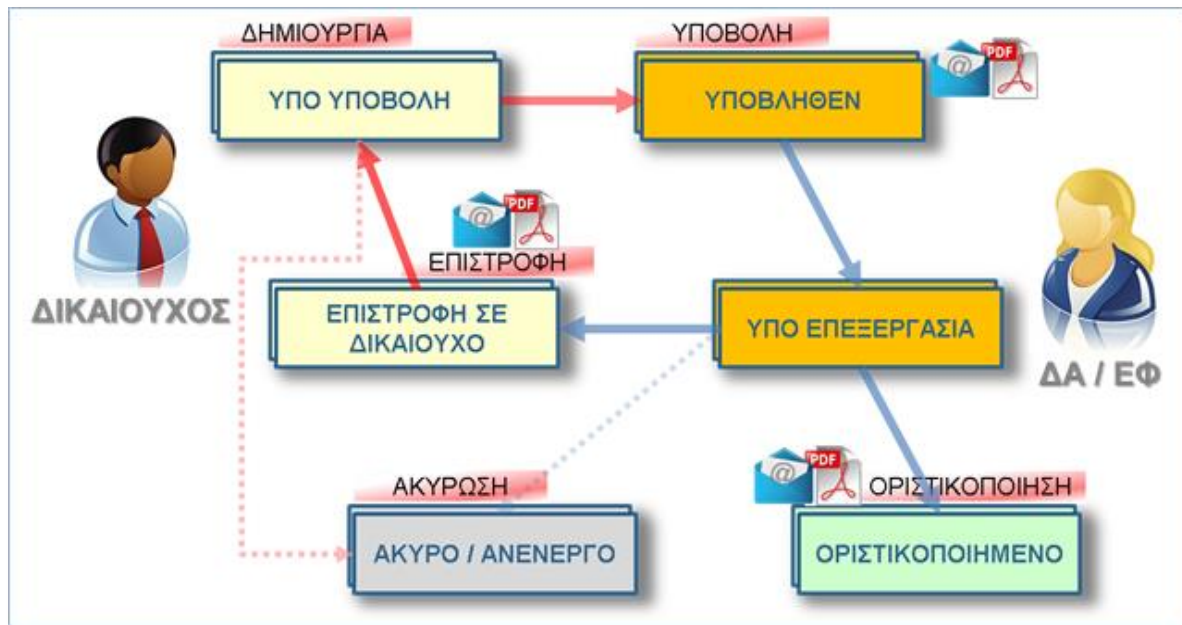 ΔΗΜΙΟΥΡΓΙΑ
ΥΠΟ ΥΠΟΒΟΛΗ
ΥΠΟΒΟΛΗ
ΥΠΟΒΛΗΘΕΝ
@
PDF
ΔΙΚΑΙΟΥΧΟΣ
@
PDF
ΕΠΙΣΤΡΟΦΗ
ΕΠΙΣΤΡΟΦΗ ΣΕ
ΔΙΚΑΙΟΥΧΟ
ΥΠΟ ΕΠΕΞΕΡΓΑΣΙΑ
ΔΑ / ΕΦ
ΑΚΥΡΩΣΗ
ΑΚΥΡΟ / ΑΝΕΝΕΡΓΟ
@
PDF
ΟΡΙΣΤΙΚΟΠΟΙΗΣΗ
ΟΡΙΣΤΙΚΟΠΟΙΗΜΕΝΟ